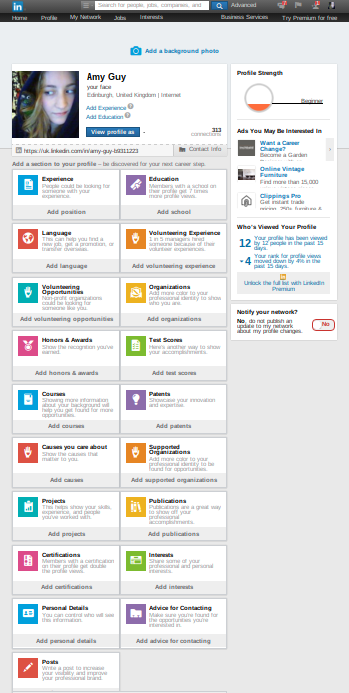 in
Search for people, jobs, companies, and
Advanced
Home Profile My Network Jobs Interests Business Services Try Premium for free
Add a background photo
Amy Guy
your face
Edinburgh, United Kingdom | Internet
Add Experience ?
Add Education ?
View profile as
313
connections
Contact Info
Add a section to your profile – be discovered for your next career step.
Experience
People could be looking for someone with your experience.
Add position
Education
Members with a school on their profile get 7 times more profile views.
Add school
Language
This can help you find a new job, get a promotion, or transfer overseas.
Add language
Volunteering Experience
1 in 5 managers hired someone because of their volunteer experience.
Add volunteering experience
Volunteering Opportunities
Non-profit organizations could be looking for someone like you.
Add volunteering opportunities
Organizations
Add more color to your professional identity to show who you are.
Add organizations
Honors & Awards
Show the recognition you've earned.
Add honors & awards
Test Scores
Here's another way to show your accomplishments.
Add test scores
Courses
Showing more information about your background will help you get found for more opportunities.
Add courses
Patents
Showcase your innovation and expertise.
Add patents
Causes you care about
Show the causes that matter to you.
Add causes
Supported Organizations
Add more color to your professional identity to be found for opportunities.
Add supported organizations
Projects
This helps show your skills, experience, and people you've worked with.
Add projects
Publications
Publications are a great way to show off your professional accomplishments.
Add publications
Certifications
Members with a certification on their profile get double the profile views.
Add certifications
Interests
Share some of your professional and personal interests.
Add interests
Personal Details
You can control who will see this information.
Add personal details
Advice for Contacting
Make sure you're found for the opportunities you're interested in.
Add advice for contacting
Posts
Write a post to increase your visibility and improve your professional brand.
Profile Strength
Beginner
Ads You May Be Interested In
Want a Career Change?
Become a Garden
Online Vintage Furniture
Find more than 15,000
Clippings Pro
Get instant trade
Who's Viewed Your Profile
12 Your profile has been viewed by 12 people in the past 15 days.
4 Your rank for profile views moved down by 4% in the past 15 days.
Unlock the full list with LinkedIn Premium
Notify your network?
No, do not publish an update to my network about my profile changes.
No